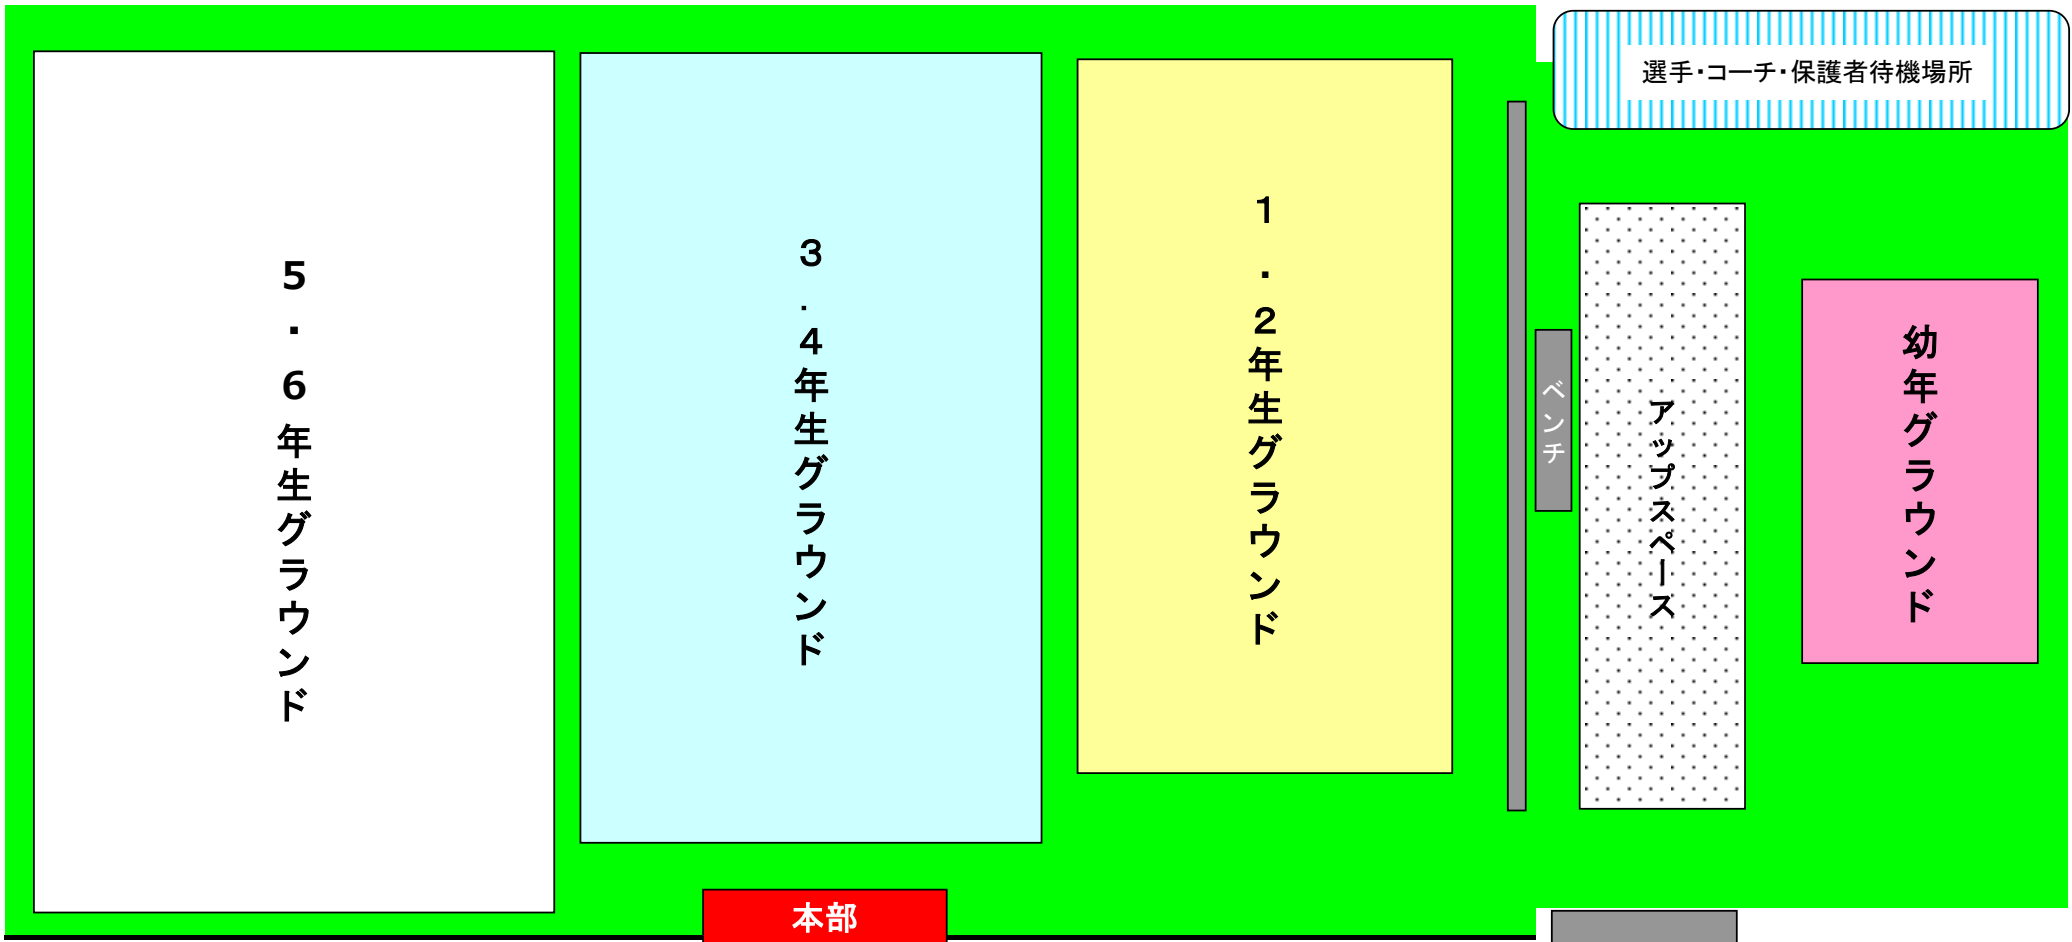 選手・コーチ・保護者待機場所
５・６年生グラウンド
３．４年生グラウンド
１．２年生グラウンド
ベンチ
アップスペース
幼年グラウンド
本部